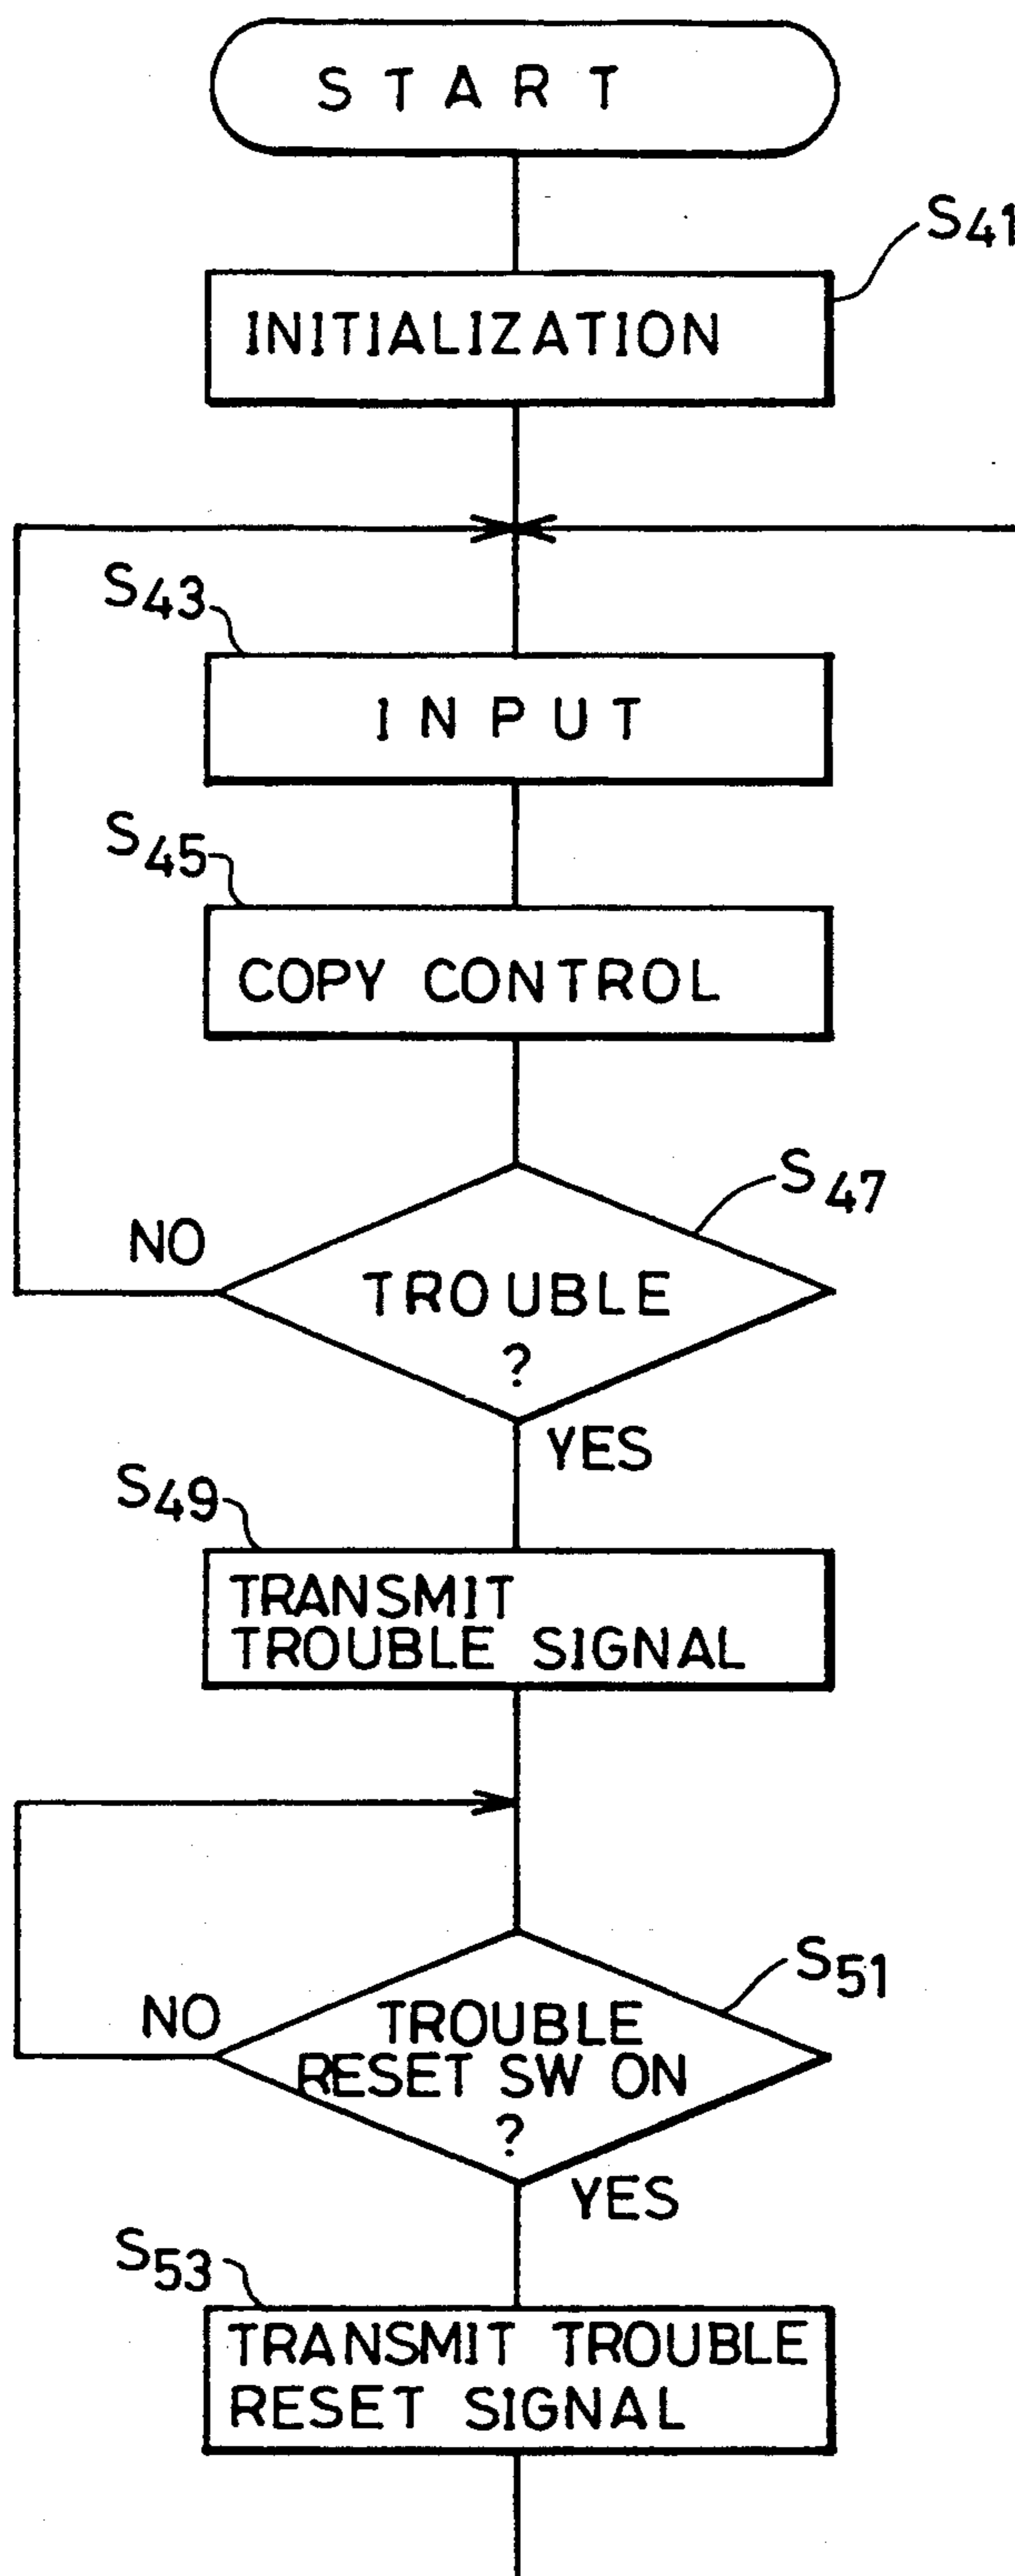 START
S41
INITIALIZATION
S43
INPUT
S45
COPY CONTROL
S47
NO
TROUBLE
?
YES
S49
TRANSMIT
TROUBLE SIGNAL
S51
NO
TROUBLE
RESET SW ON
?
YES
S53
TRANSMIT TROUBLE
RESET SIGNAL